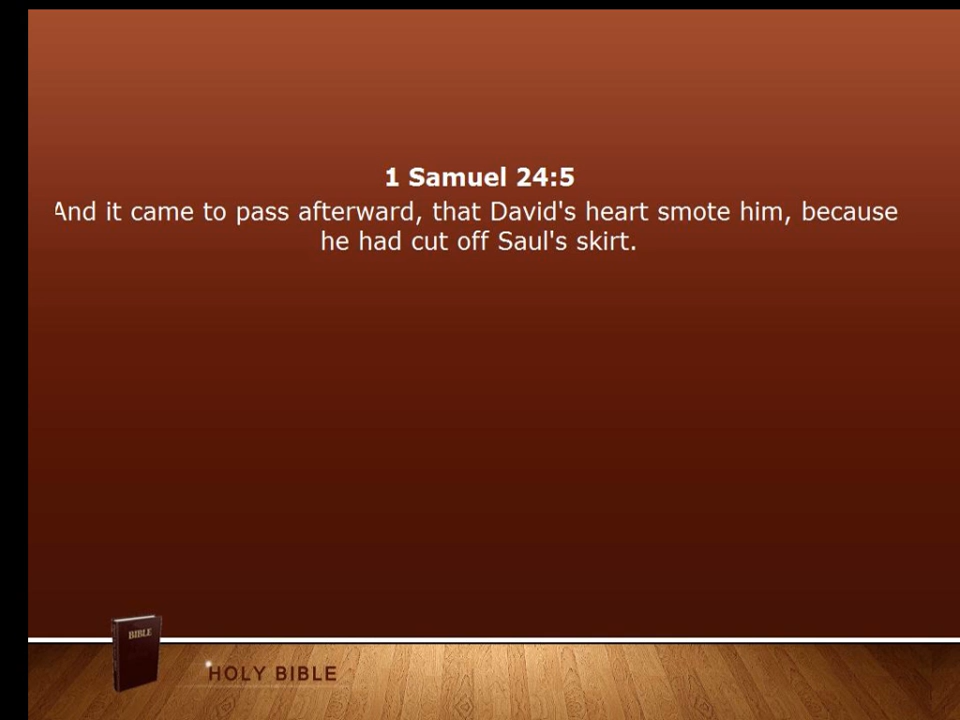 1 Samuel 24:5
And it came to pass afterward, that David's heart smote him, because
he had cut off Saul's skirt.
BIBLE
HOLY BIBLE